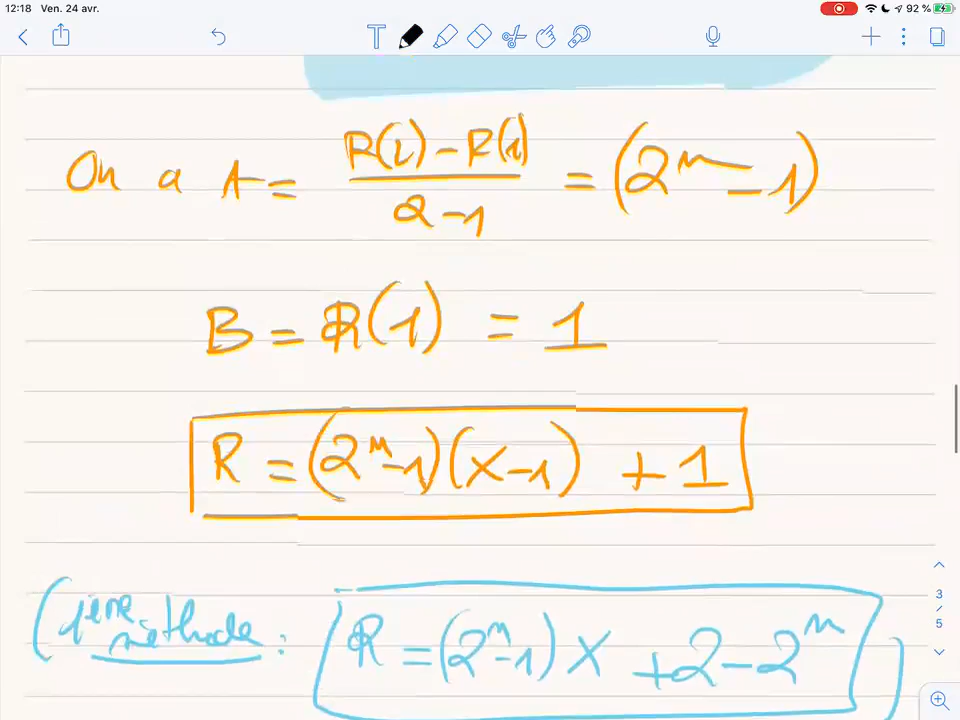 12:18 Ven. 24 avr. 92 %
On a A = (R(2) - R(1))/(2 - 1) = (2^n - 1)
B = R(1) = 1
R = (2^n - 1)(X - 1) + 1
(1ère méthode : R = (2^n - 1) X + 2 - 2^n)
3
/
5